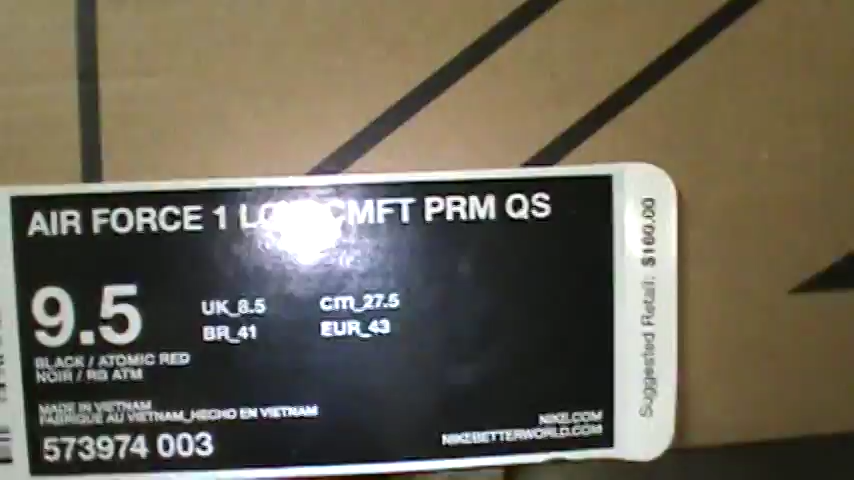 AIR FORCE 1 CMFT PRM QS
9.5
UK_8.5 cm_27.5
BR_41 EUR_43
BLACK / ATOMIC RED
NOIR / RG ATM
MADE IN VIETNAM
FABRIQUÉ AU VIETNAM_HECHO EN VIETNAM
573974 003
NIKE.COM
NIKEBETTERWORLD.COM
Suggested Retail: $160.00